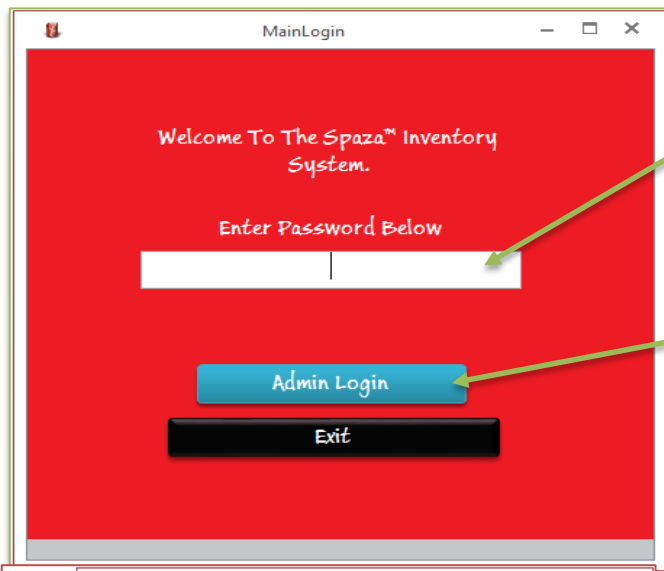 MainLogin
Welcome To The Spaza™ Inventory
System.
Enter Password Below
Admin Login
Exit